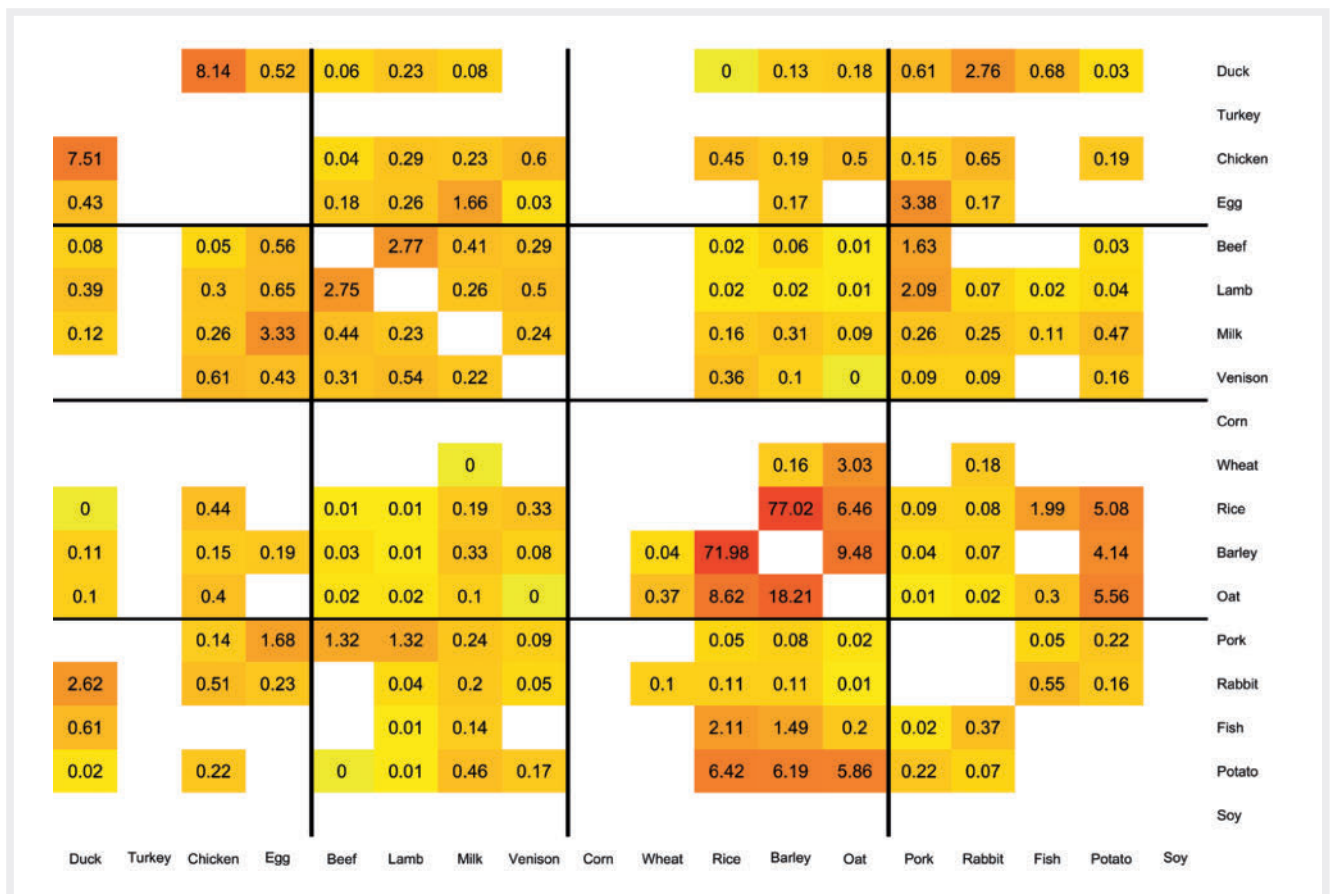 8.14 0.52 0.06 0.23 0.08 0 0.13 0.18 0.61 2.76 0.68 0.03 Duck
Turkey
7.51 0.04 0.29 0.23 0.6 0.45 0.19 0.5 0.15 0.65 0.19 Chicken
0.43 0.18 0.26 1.66 0.03 0.17 3.38 0.17 Egg
0.08 0.05 0.56 2.77 0.41 0.29 0.02 0.06 0.01 1.63 0.03 Beef
0.39 0.3 0.65 2.75 0.26 0.5 0.02 0.02 0.01 2.09 0.07 0.02 0.04 Lamb
0.12 0.26 3.33 0.44 0.23 0.24 0.16 0.31 0.09 0.26 0.25 0.11 0.47 Milk
0.61 0.43 0.31 0.54 0.22 0.36 0.1 0 0.09 0.09 0.16 Venison
Corn
0 0.16 3.03 0.18 Wheat
0 0.44 0.01 0.01 0.19 0.33 77.02 6.46 0.09 0.08 1.99 5.08 Rice
0.11 0.15 0.19 0.03 0.01 0.33 0.08 0.04 71.98 9.48 0.04 0.07 4.14 Barley
0.1 0.4 0.02 0.02 0.1 0 0.37 8.62 18.21 0.01 0.02 0.3 5.56 Oat
0.14 1.68 1.32 1.32 0.24 0.09 0.05 0.08 0.02 0.05 0.22 Pork
2.62 0.51 0.23 0.04 0.2 0.05 0.1 0.11 0.11 0.01 0.55 0.16 Rabbit
0.61 0.01 0.14 2.11 1.49 0.2 0.02 0.37 Fish
0.02 0.22 0 0.01 0.46 0.17 6.42 6.19 5.86 0.22 0.07 Potato
Soy
Duck Turkey Chicken Egg Beef Lamb Milk Venison Corn Wheat Rice Barley Oat Pork Rabbit Fish Potato Soy